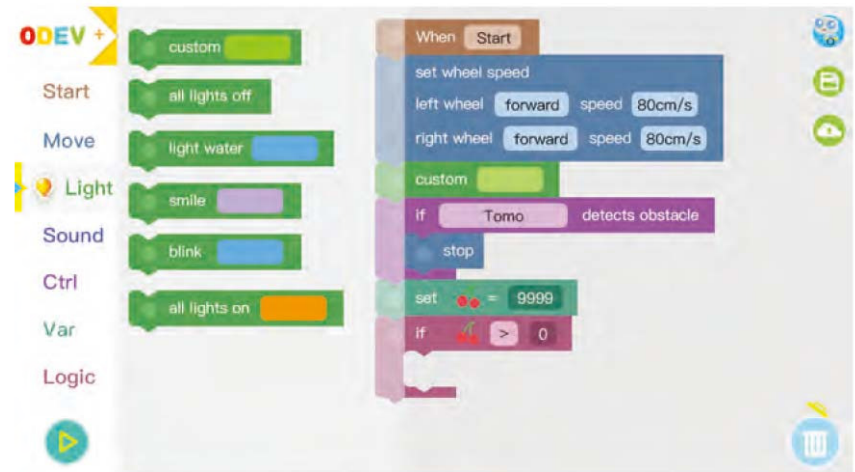 ODEV +
Start
Move
Light
Sound
Ctrl
Var
Logic
custom
all lights off
light water
smile
blink
all lights on
When Start
set wheel speed
left wheel forward speed 80cm/s
right wheel forward speed 80cm/s
custom
if Tomo detects obstacle
stop
set = 9999
if > 0